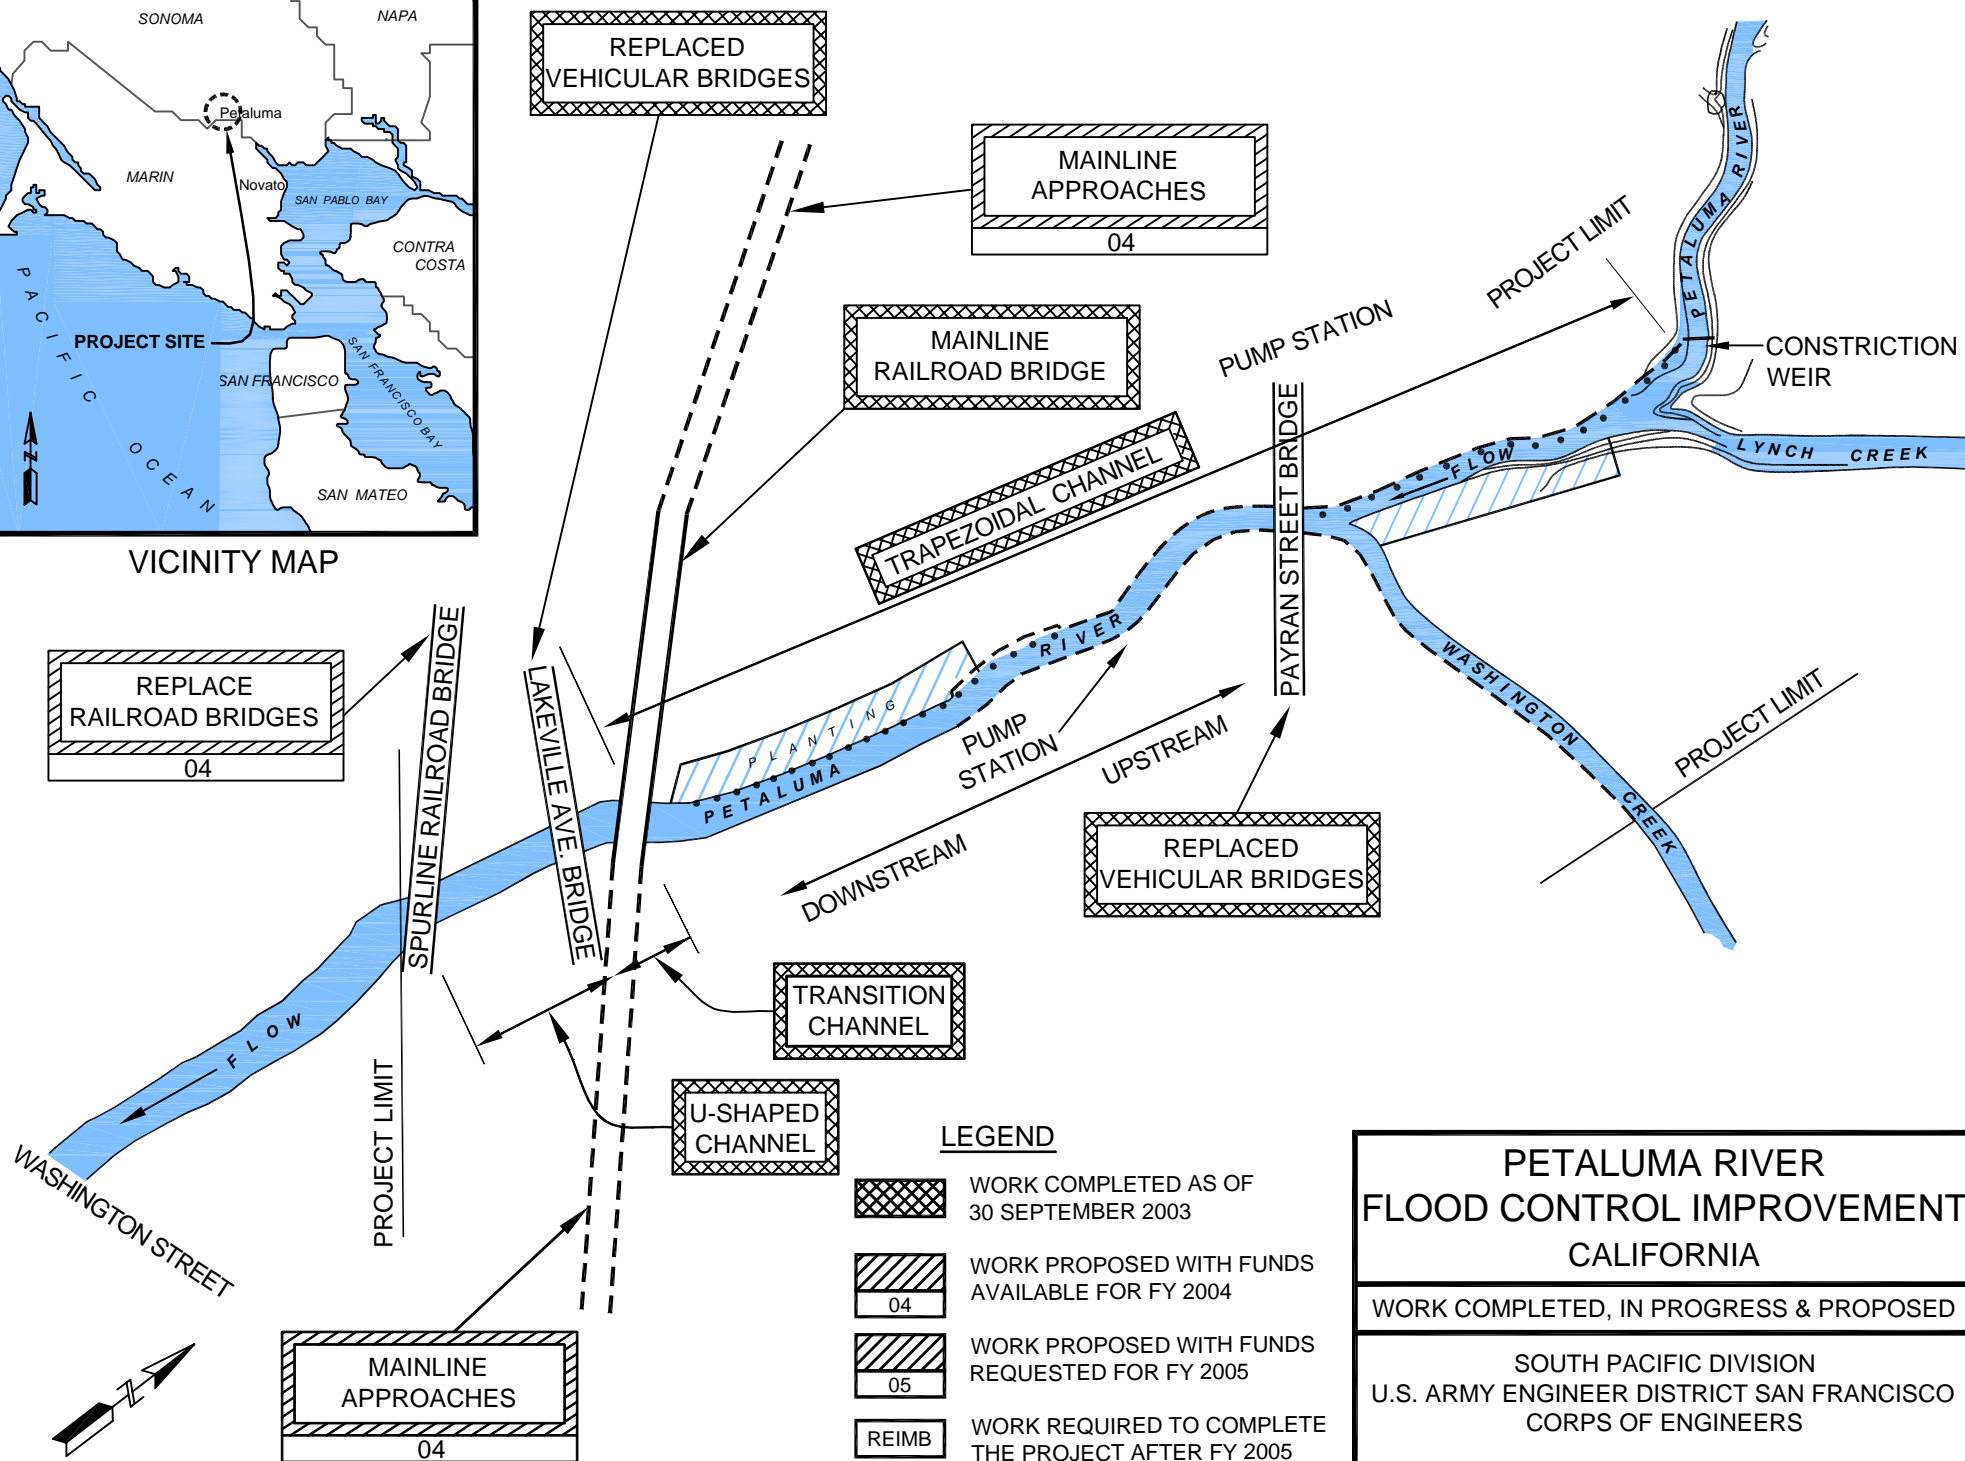 SONOMA
NAPA
Petaluma
MARIN
Novato
SAN PABLO BAY
CONTRA
COSTA
PACIFIC OCEAN
PROJECT SITE
SAN FRANCISCO
SAN FRANCISCO BAY
SAN MATEO
N
VICINITY MAP
REPLACED
VEHICULAR BRIDGES
MAINLINE
APPROACHES
04
MAINLINE
RAILROAD BRIDGE
TRAPEZOIDAL CHANNEL
PUMP STATION
PROJECT LIMIT
PETALUMA RIVER
CONSTRICTION
WEIR
LYNCH CREEK
FLOW
PAYRAN STREET BRIDGE
WASHINGTON CREEK
PROJECT LIMIT
REPLACE
RAILROAD BRIDGES
04
SPURLINE RAILROAD BRIDGE
LAKEVILLE AVE. BRIDGE
PLANTING
PETALUMA RIVER
PUMP
STATION
UPSTREAM
DOWNSTREAM
REPLACED
VEHICULAR BRIDGES
TRANSITION
CHANNEL
U-SHAPED
CHANNEL
FLOW
PROJECT LIMIT
WASHINGTON STREET
N
MAINLINE
APPROACHES
04
LEGEND
WORK COMPLETED AS OF
30 SEPTEMBER 2003
WORK PROPOSED WITH FUNDS
AVAILABLE FOR FY 2004
04
WORK PROPOSED WITH FUNDS
REQUESTED FOR FY 2005
05
REIMB
WORK REQUIRED TO COMPLETE
THE PROJECT AFTER FY 2005
PETALUMA RIVER
FLOOD CONTROL IMPROVEMENT
CALIFORNIA
WORK COMPLETED, IN PROGRESS & PROPOSED
SOUTH PACIFIC DIVISION
U.S. ARMY ENGINEER DISTRICT SAN FRANCISCO
CORPS OF ENGINEERS